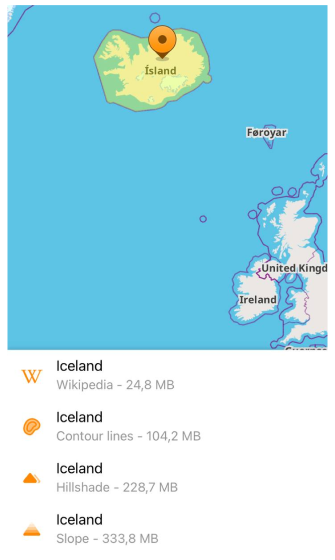 Ísland
Føroyar
United Kingd
Ireland
Guernse
Iceland
Wikipedia - 24,8 MB
Iceland
Contour lines - 104,2 MB
Iceland
Hillshade - 228,7 MB
Iceland
Slope - 333,8 MB